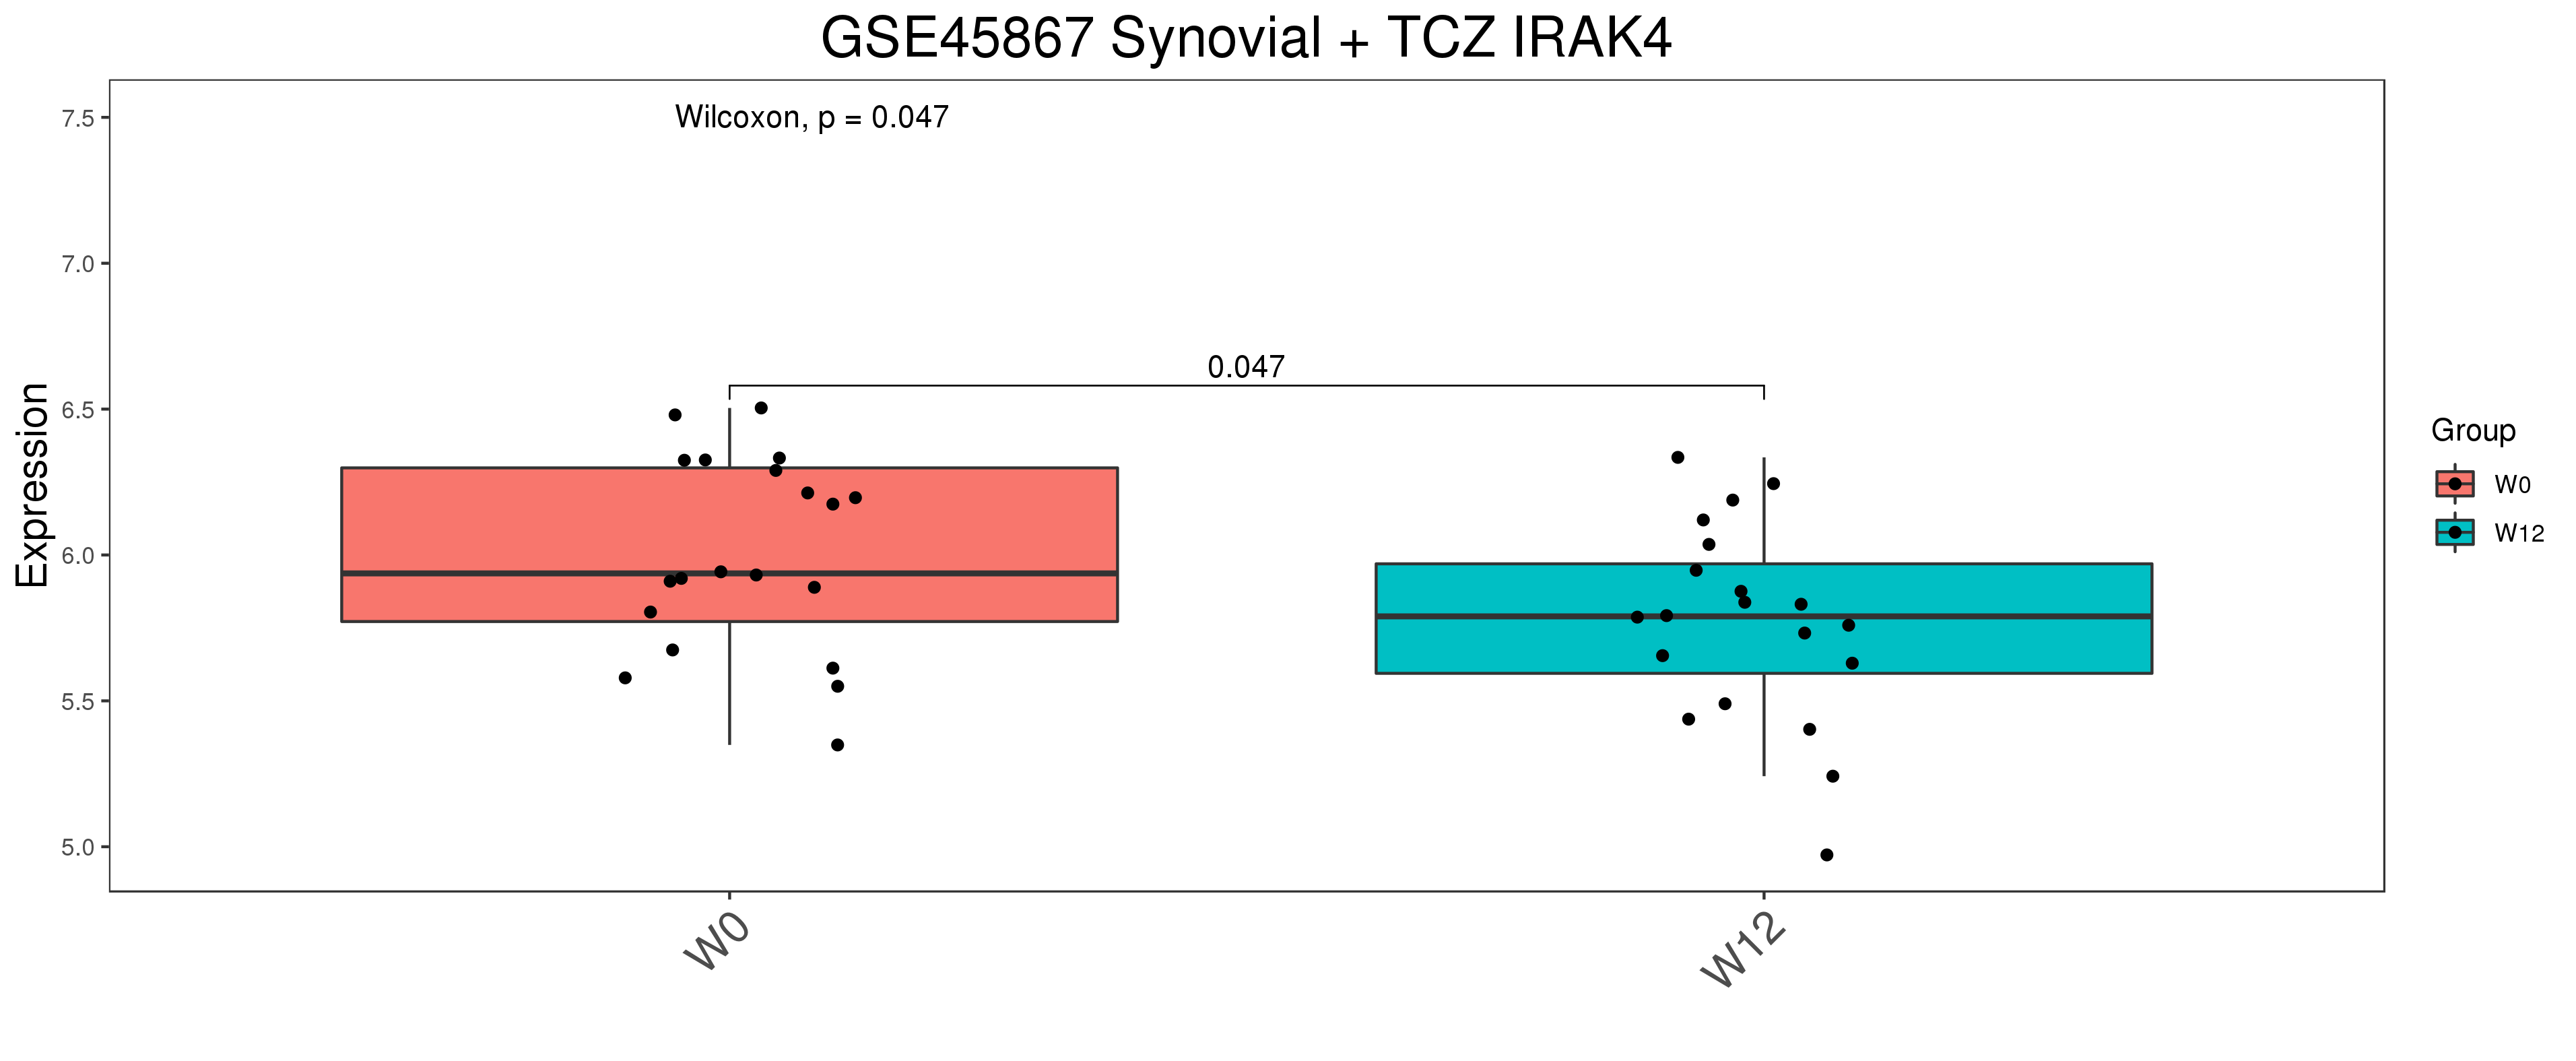 GSE45867 Synovial + TCZ IRAK4
Wilcoxon, p = 0.047
0.047
Expression
7.5
7.0
6.5
6.0
5.5
5.0
W0
W12
Group
W0
W12